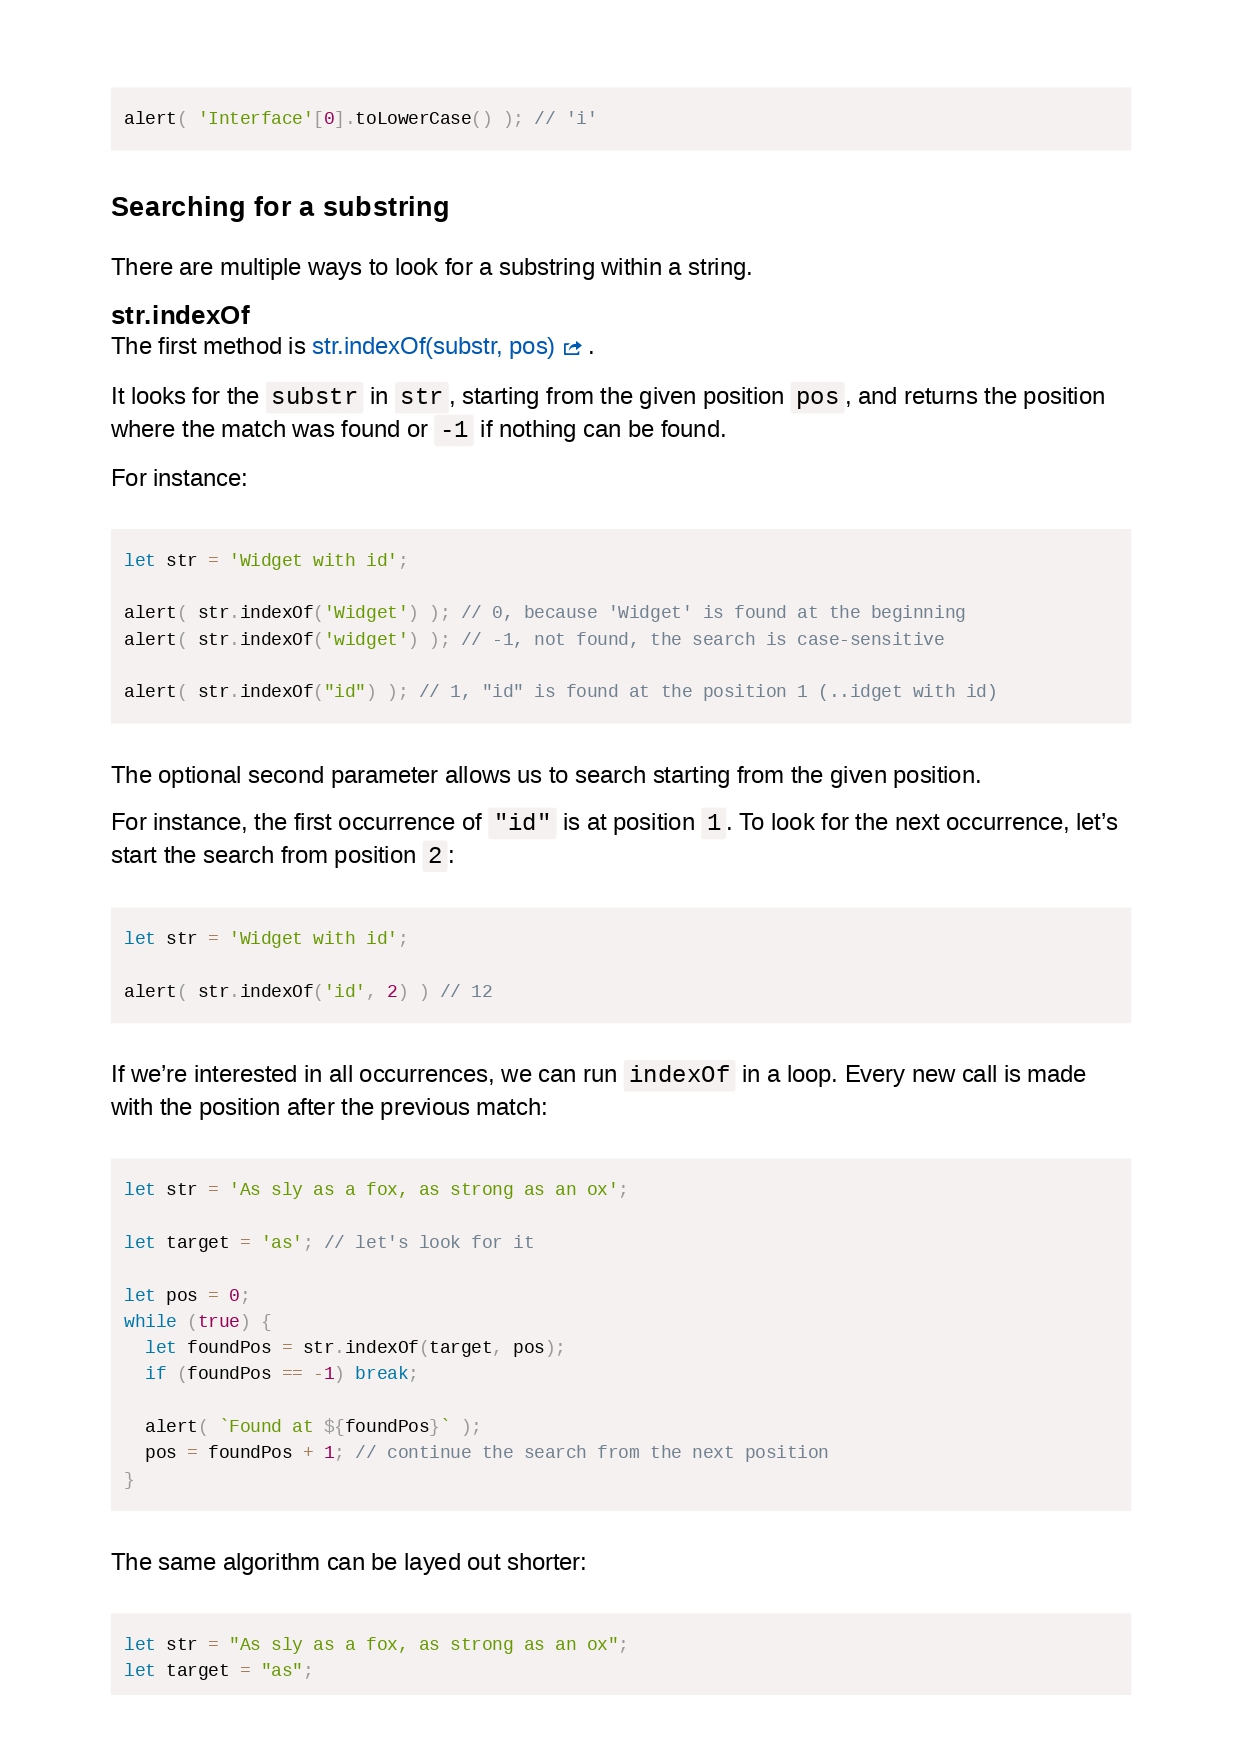 alert( 'Interface'[0].toLowerCase() ); // 'i'
Searching for a substring
There are multiple ways to look for a substring within a string.
str.indexOf
The first method is str.indexOf(substr, pos) .
It looks for the substr in str, starting from the given position pos, and returns the position
where the match was found or -1 if nothing can be found.
For instance:
let str = 'Widget with id';
alert( str.indexOf('Widget') ); // 0, because 'Widget' is found at the beginning
alert( str.indexOf('widget') ); // -1, not found, the search is case-sensitive
alert( str.indexOf("id") ); // 1, "id" is found at the position 1 (..idget with id)
The optional second parameter allows us to search starting from the given position.
For instance, the first occurrence of "id" is at position 1. To look for the next occurrence, let’s
start the search from position 2:
let str = 'Widget with id';
alert( str.indexOf('id', 2) ) // 12
If we’re interested in all occurrences, we can run indexOf in a loop. Every new call is made
with the position after the previous match:
let str = 'As sly as a fox, as strong as an ox';
let target = 'as'; // let's look for it
let pos = 0;
while (true) {
  let foundPos = str.indexOf(target, pos);
  if (foundPos == -1) break;
  alert( `Found at ${foundPos}` );
  pos = foundPos + 1; // continue the search from the next position
}
The same algorithm can be layed out shorter:
let str = "As sly as a fox, as strong as an ox";
let target = "as";